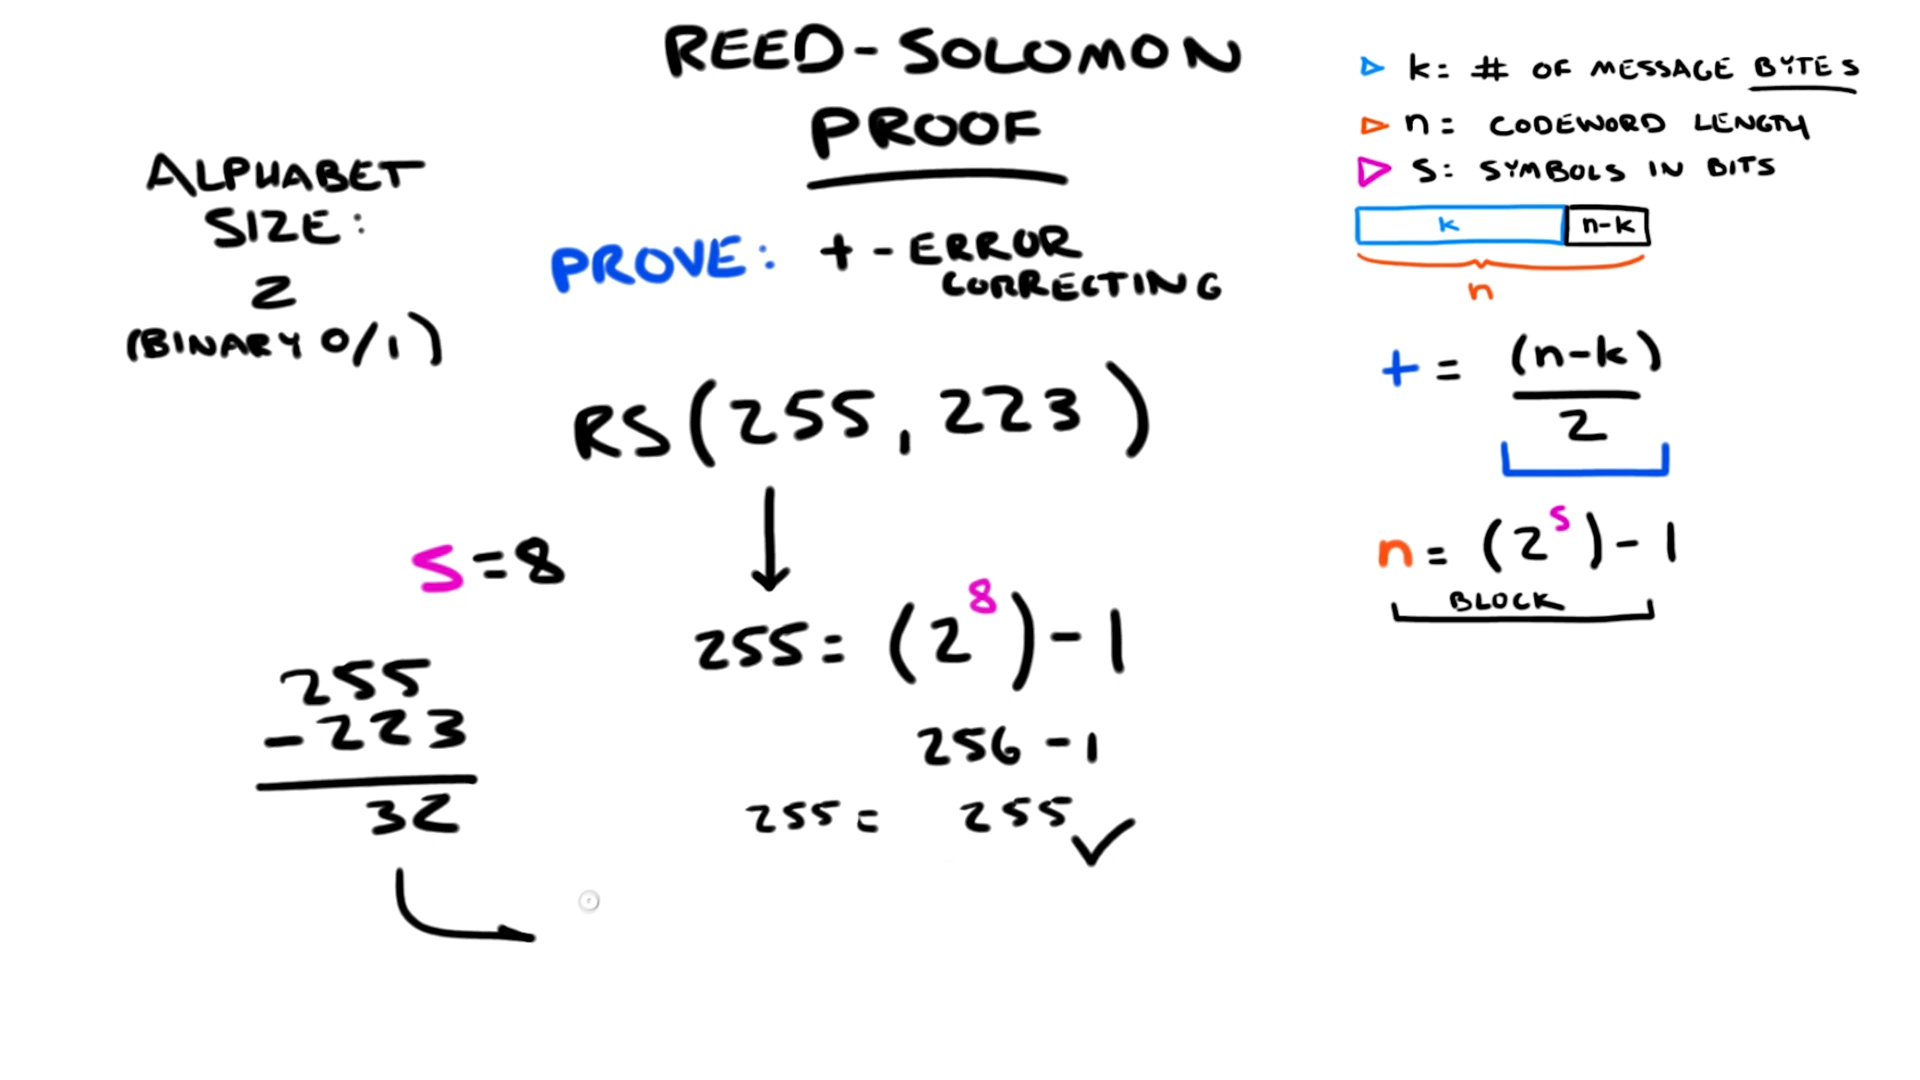 REED-SOLOMON
PROOF
ALPHABET
SIZE:
2
(BINARY 0/1)
PROVE: t - ERROR
CORRECTING
RS(255, 223)
S=8
255 = (2^8) - 1
256 - 1
255 = 255 ✓
255
-223
32
k= # OF MESSAGE BYTES
n= CODEWORD LENGTH
S= SYMBOLS IN BITS
k n-k
n
t = (n-k)
2
n = (2^s) - 1
BLOCK